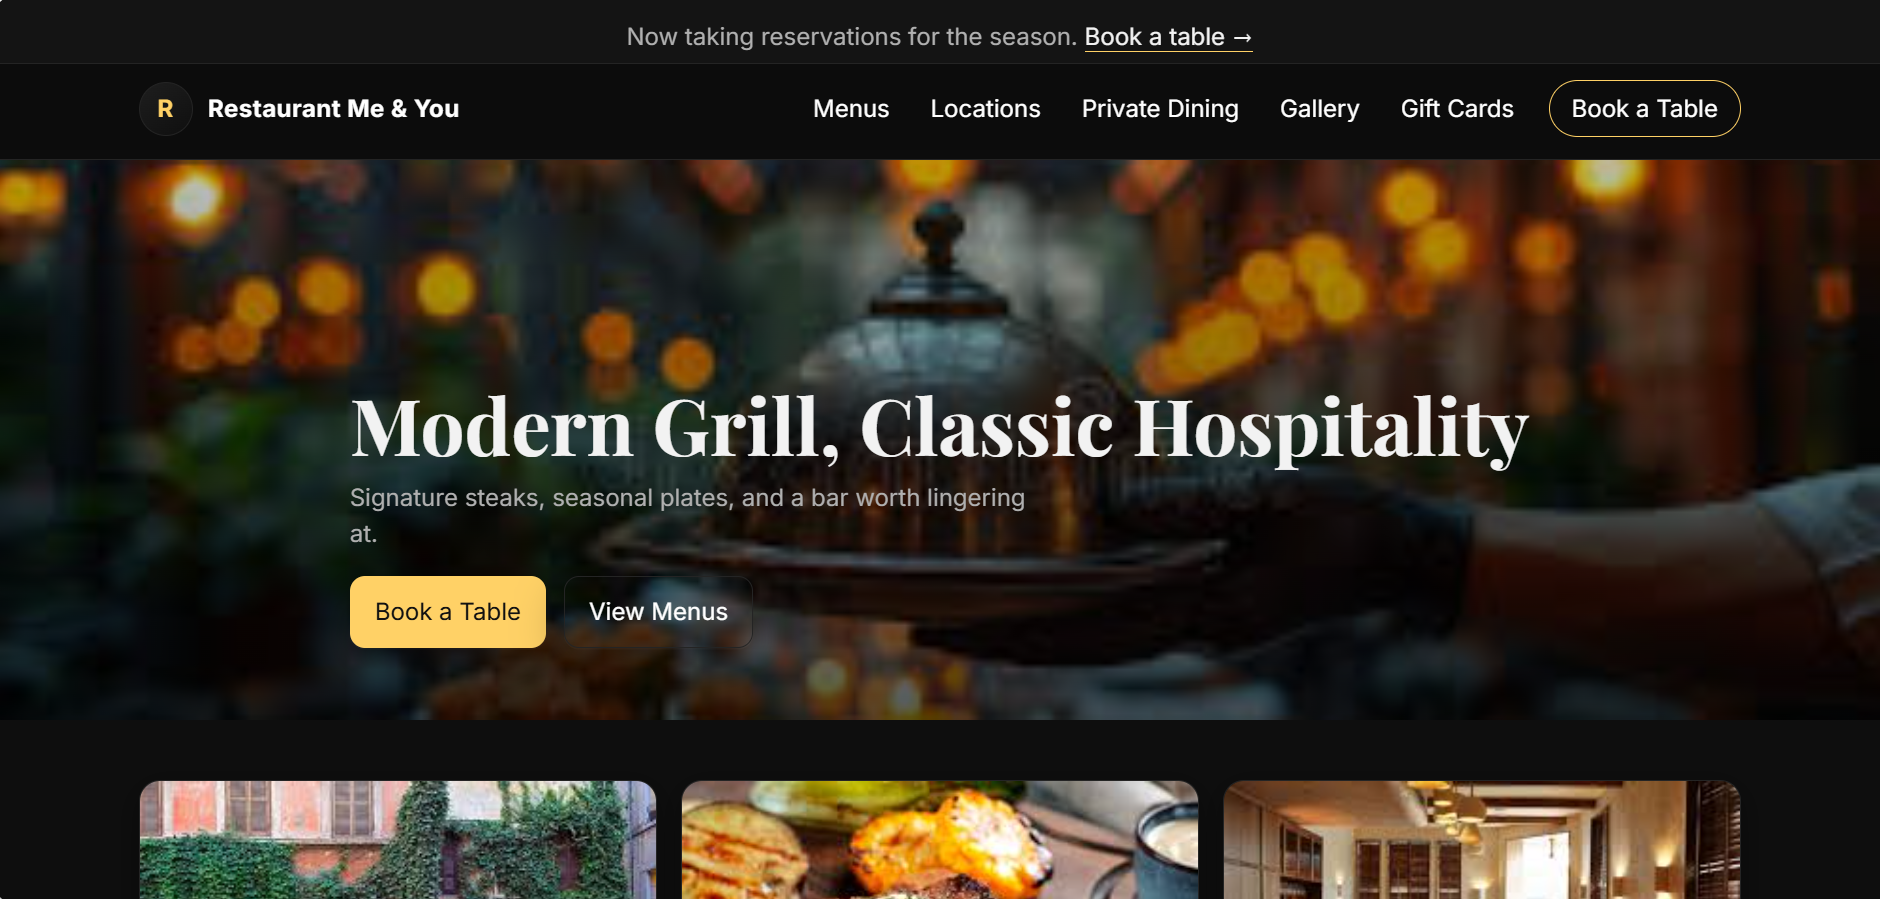 Now taking reservations for the season. Book a table →
R Restaurant Me & You Menus Locations Private Dining Gallery Gift Cards Book a Table
Modern Grill, Classic Hospitality
Signature steaks, seasonal plates, and a bar worth lingering
at.
Book a Table View Menus